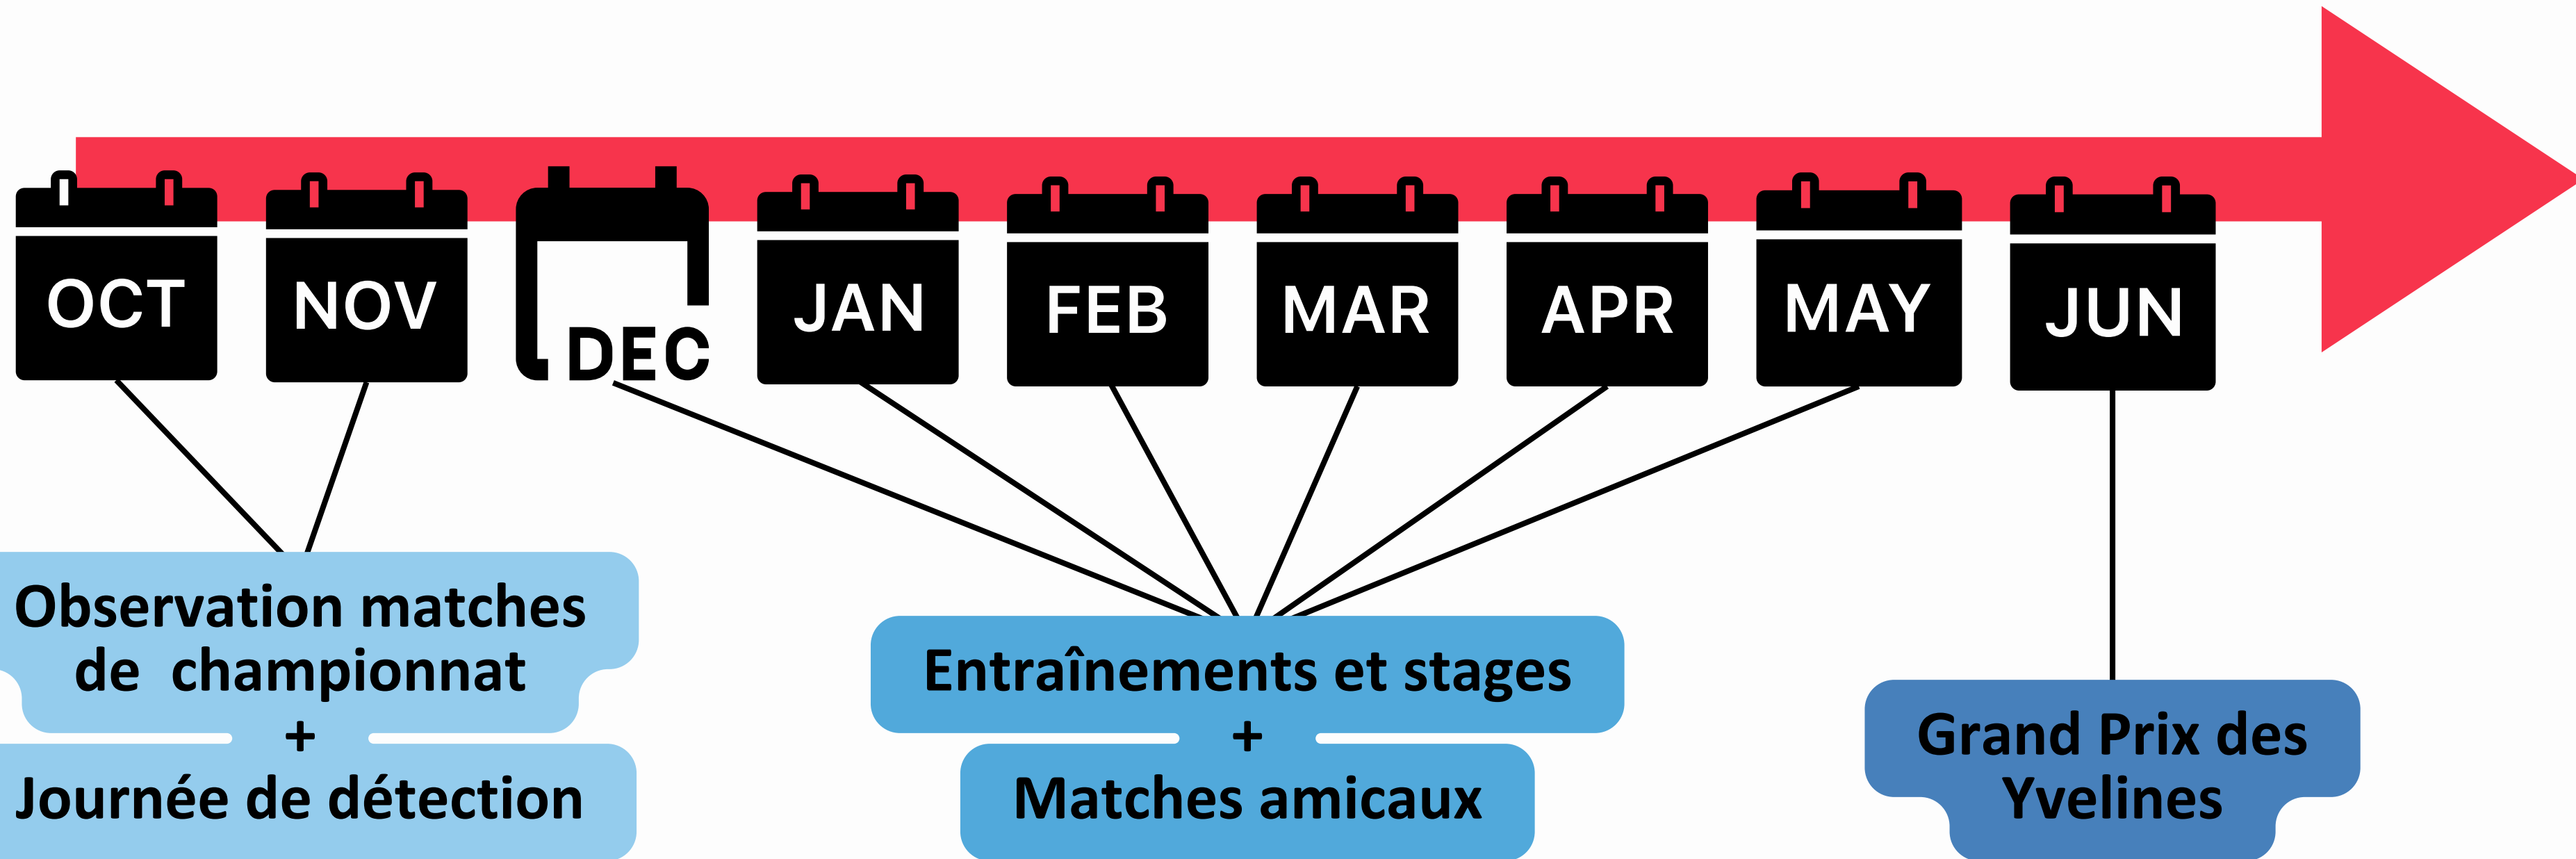 OCT NOV DEC JAN FEB MAR APR MAY JUN
Observation matches
de championnat
+
Journée de détection
Entraînements et stages
+
Matches amicaux
Grand Prix des
Yvelines